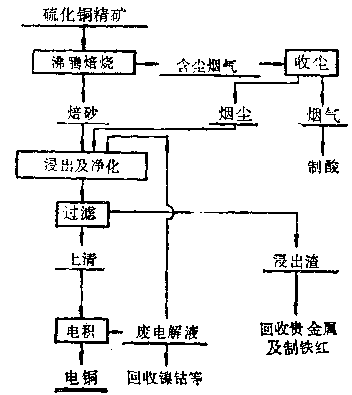 硫化铜精矿
沸腾焙烧
含尘烟气
收尘
焙砂
烟尘
烟气
制酸
浸出及净化
过滤
上清
浸出渣
电积
废电解液
回收贵金属
及制铁红
电铜
回收镍钴等